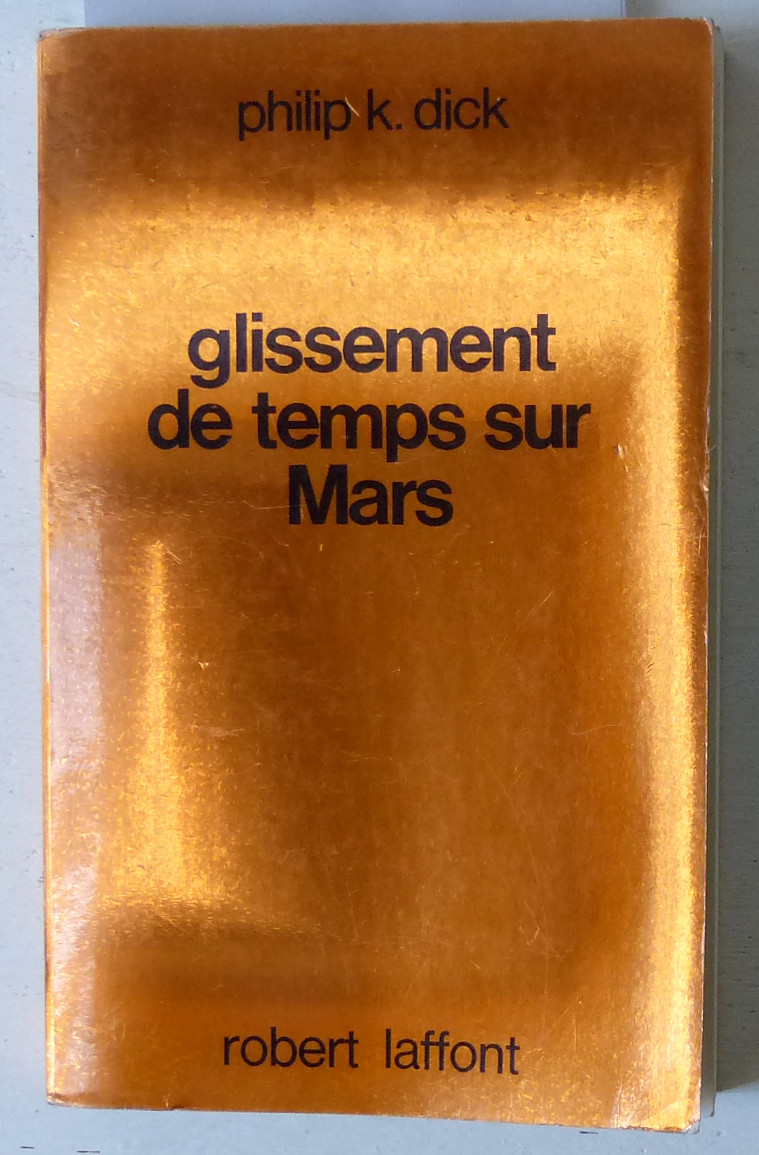 philip k. dick
glissement
de temps sur
Mars
robert laffont